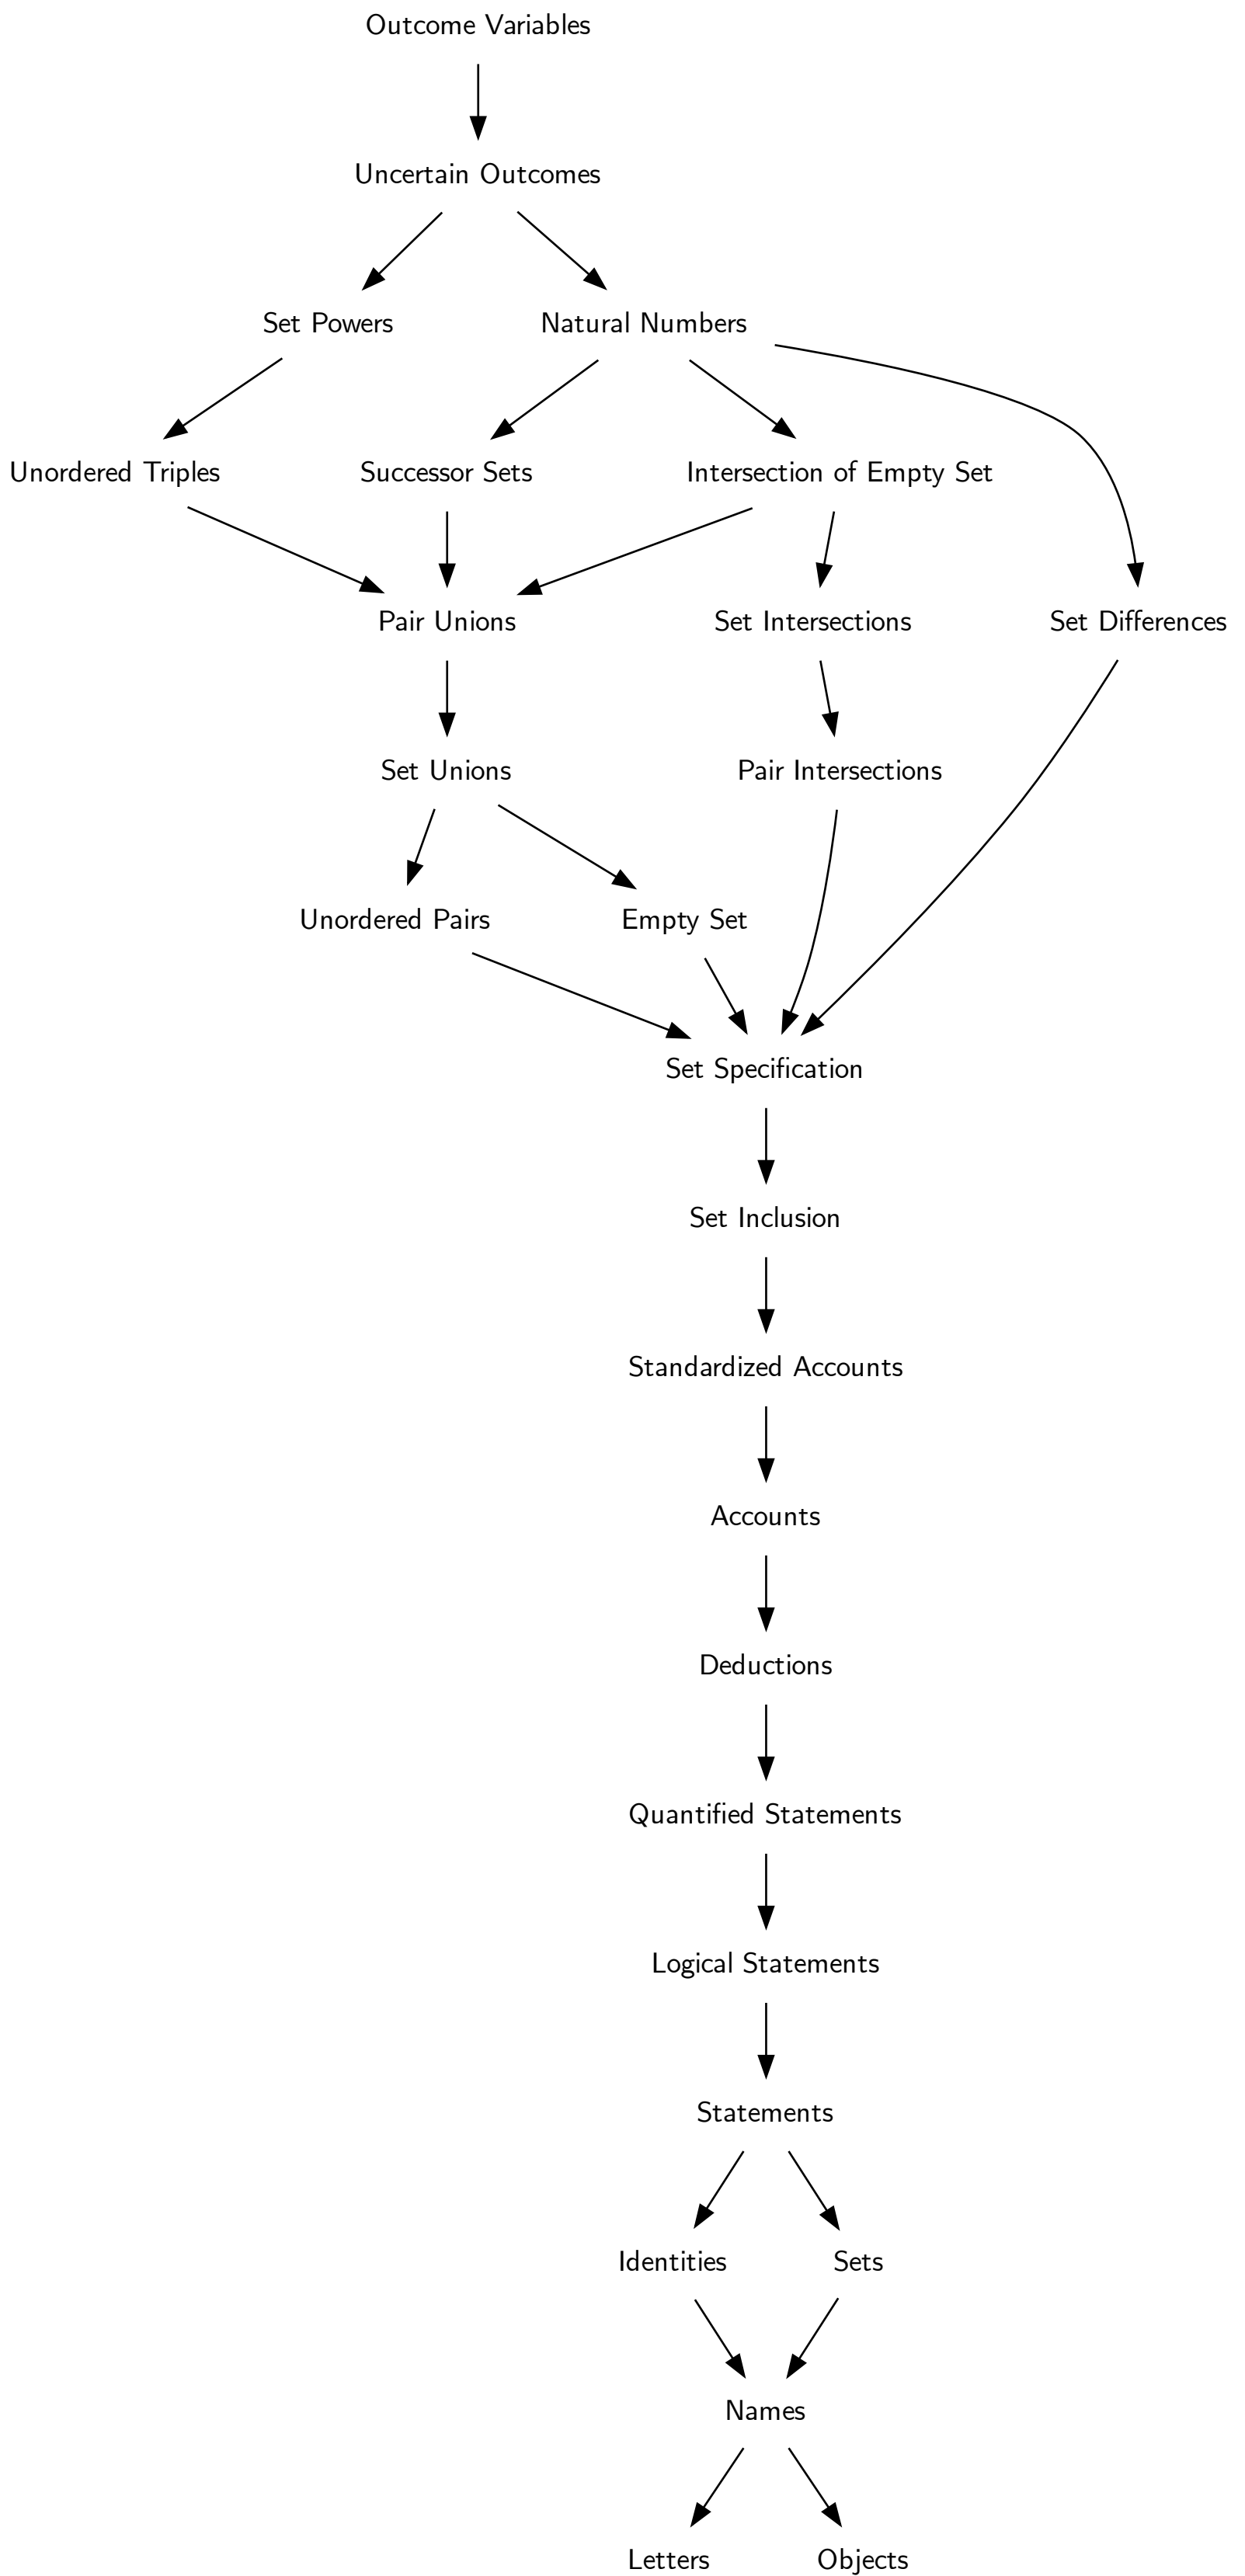 Outcome Variables
Uncertain Outcomes
Set Powers
Natural Numbers
Unordered Triples
Successor Sets
Intersection of Empty Set
Pair Unions
Set Intersections
Set Differences
Set Unions
Pair Intersections
Unordered Pairs
Empty Set
Set Specification
Set Inclusion
Standardized Accounts
Accounts
Deductions
Quantified Statements
Logical Statements
Statements
Identities
Sets
Names
Letters
Objects